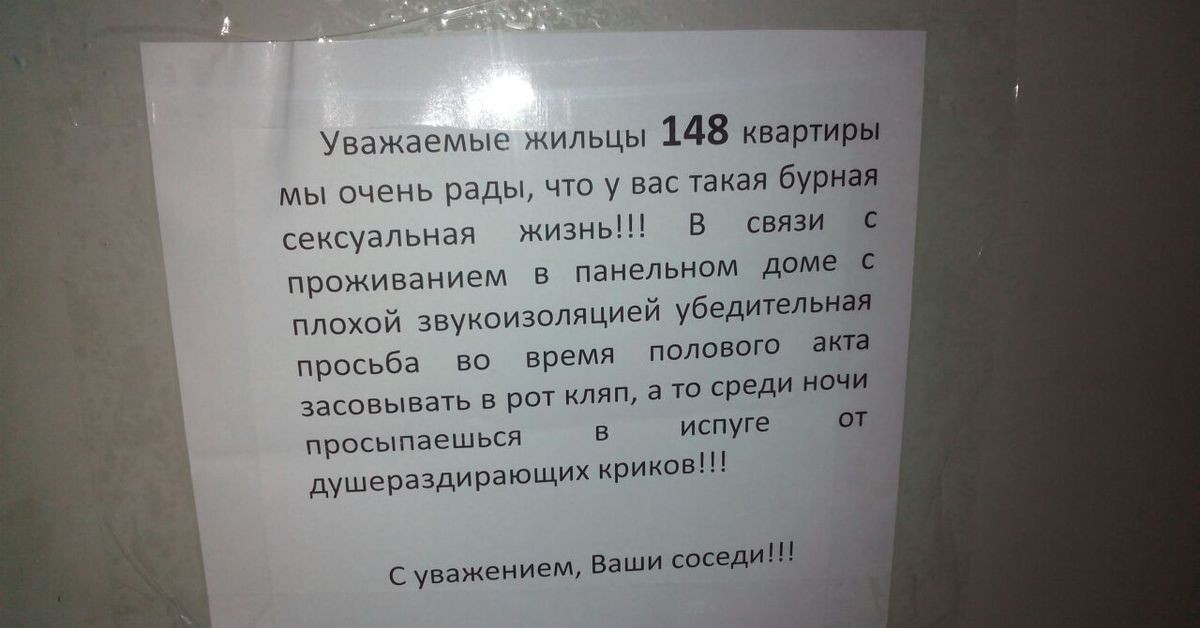 Уважаемые жильцы 148 квартиры
мы очень рады, что у вас такая бурная
сексуальная жизнь!!! В связи с
проживанием в панельном доме с
плохой звукоизоляцией убедительная
просьба во время полового акта
засовывать в рот кляп, а то среди ночи
просыпаешься в испуге от
душераздирающих криков!!!
С уважением, Ваши соседи!!!